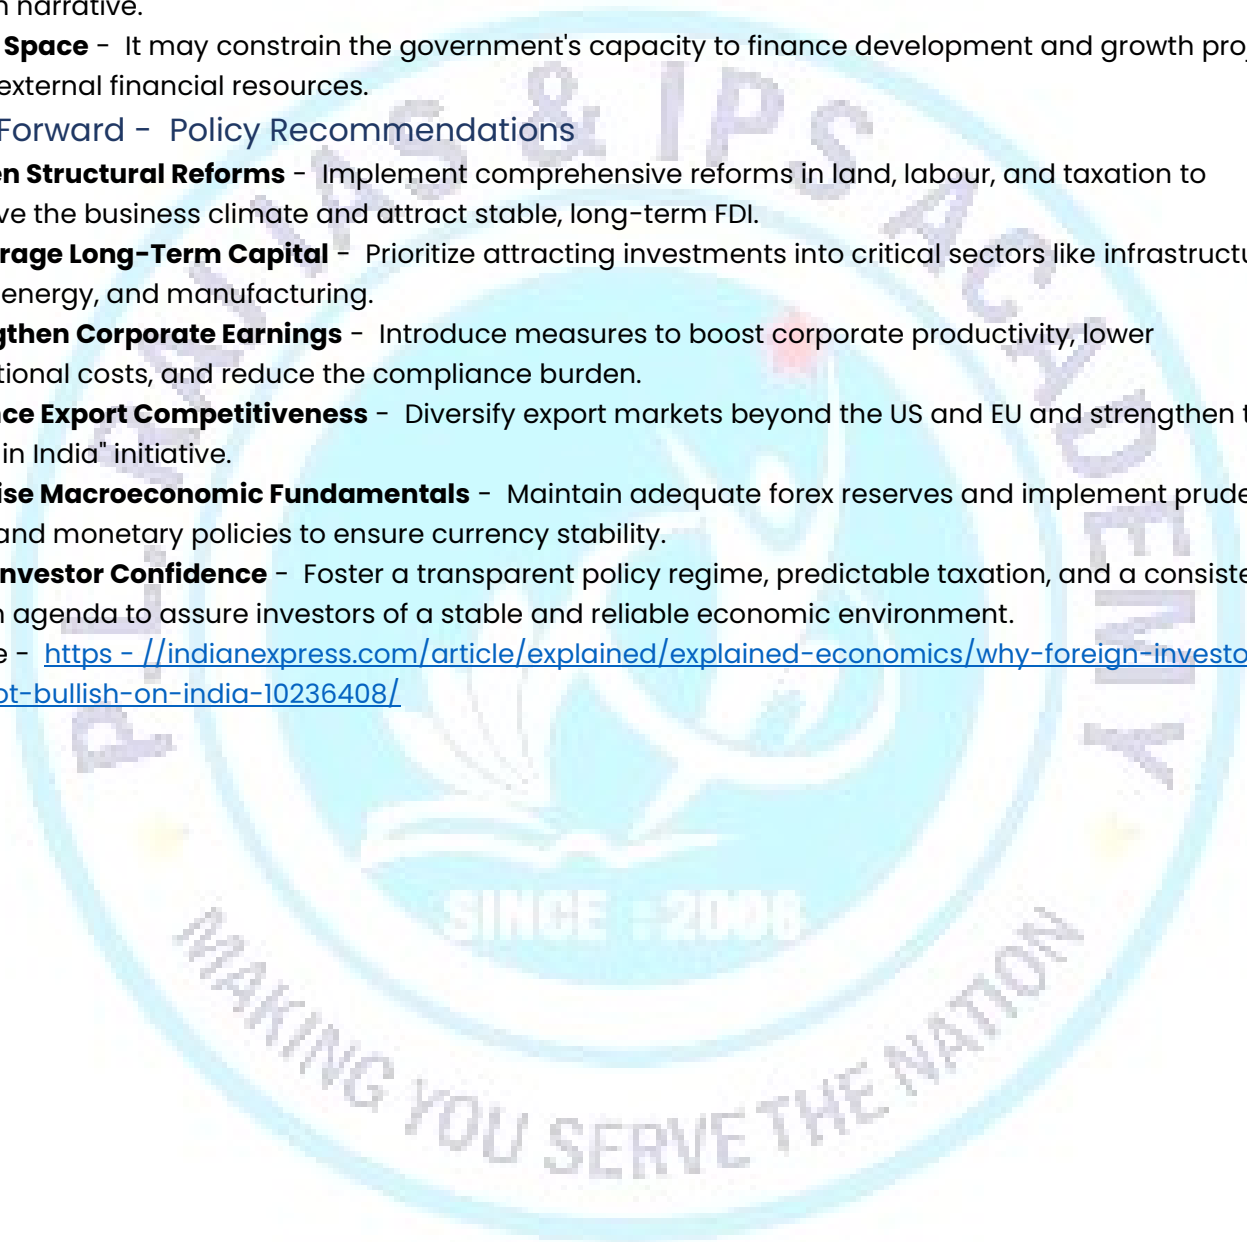 n narrative.
Space - It may constrain the government's capacity to finance development and growth pro
external financial resources.
Forward - Policy Recommendations
en Structural Reforms - Implement comprehensive reforms in land, labour, and taxation to
ve the business climate and attract stable, long-term FDI.
rage Long-Term Capital - Prioritize attracting investments into critical sectors like infrastructu
energy, and manufacturing.
gthen Corporate Earnings - Introduce measures to boost corporate productivity, lower
tional costs, and reduce the compliance burden.
nce Export Competitiveness - Diversify export markets beyond the US and EU and strengthen t
in India" initiative.
ise Macroeconomic Fundamentals - Maintain adequate forex reserves and implement prude
and monetary policies to ensure currency stability.
nvestor Confidence - Foster a transparent policy regime, predictable taxation, and a consiste
n agenda to assure investors of a stable and reliable economic environment.
e - https - //indianexpress.com/article/explained/explained-economics/why-foreign-investo
ot-bullish-on-india-10236408/
IAS & IPS ACADEMY
SINCE - 2008
MAKING YOU SERVE THE NATION